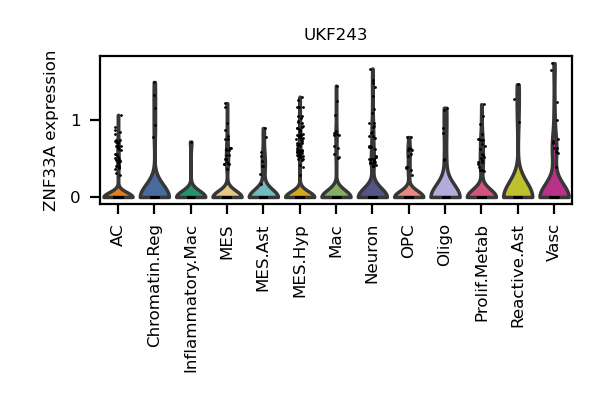 UKF243
ZNF33A expression
1
0
AC
Chromatin.Reg
Inflammatory.Mac
MES
MES.Ast
MES.Hyp
Mac
Neuron
OPC
Oligo
Prolif.Metab
Reactive.Ast
Vasc